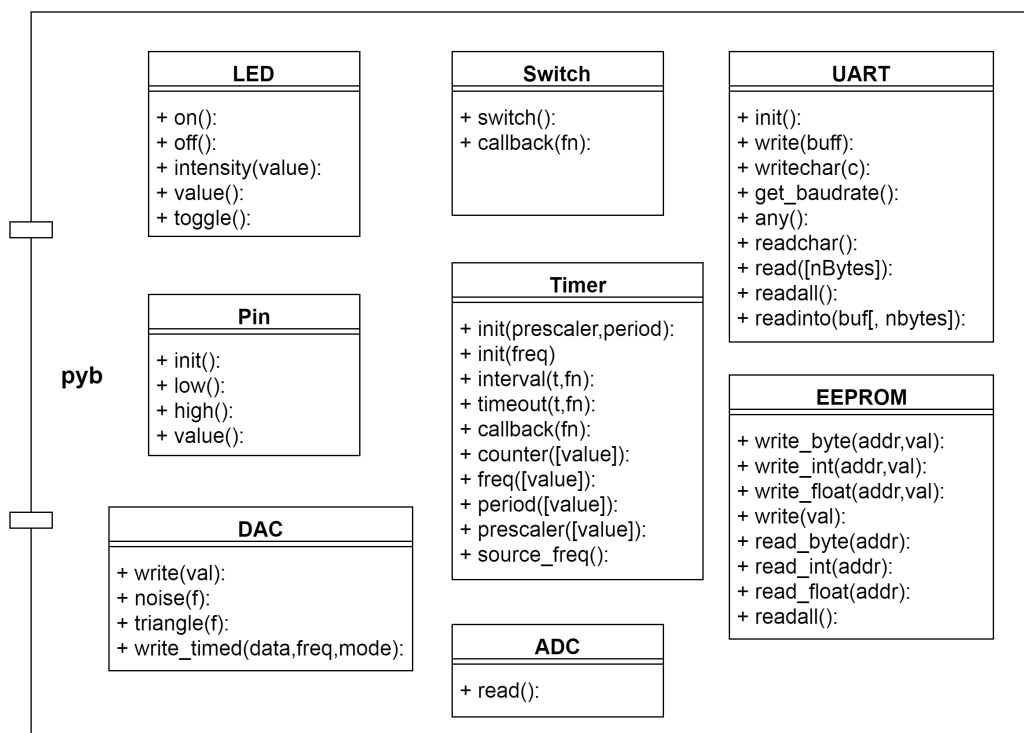 LED
+ on():
+ off():
+ intensity(value):
+ value():
+ toggle():
Switch
+ switch():
+ callback(fn):
UART
+ init():
+ write(buff):
+ writechar(c):
+ get_baudrate():
+ any():
+ readchar():
+ read([nBytes]):
+ readall():
+ readinto(buf[, nbytes]):
pyb
Pin
+ init():
+ low():
+ high():
+ value():
Timer
+ init(prescaler,period):
+ init(freq)
+ interval(t,fn):
+ timeout(t,fn):
+ callback(fn):
+ counter([value]):
+ freq([value]):
+ period([value]):
+ prescaler([value]):
+ source_freq():
EEPROM
+ write_byte(addr,val):
+ write_int(addr,val):
+ write_float(addr,val):
+ write(val):
+ read_byte(addr):
+ read_int(addr):
+ read_float(addr):
+ readall():
DAC
+ write(val):
+ noise(f):
+ triangle(f):
+ write_timed(data,freq,mode):
ADC
+ read():